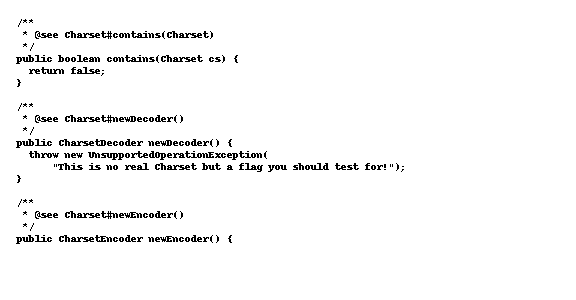 /**
 * @see Charset#contains(Charset)
 */
public boolean contains(Charset cs) {
  return false;
}

/**
 * @see Charset#newDecoder()
 */
public CharsetDecoder newDecoder() {
  throw new UnsupportedOperationException(
      "This is no real Charset but a flag you should test for!");
}

/**
 * @see Charset#newEncoder()
 */
public CharsetEncoder newEncoder() {